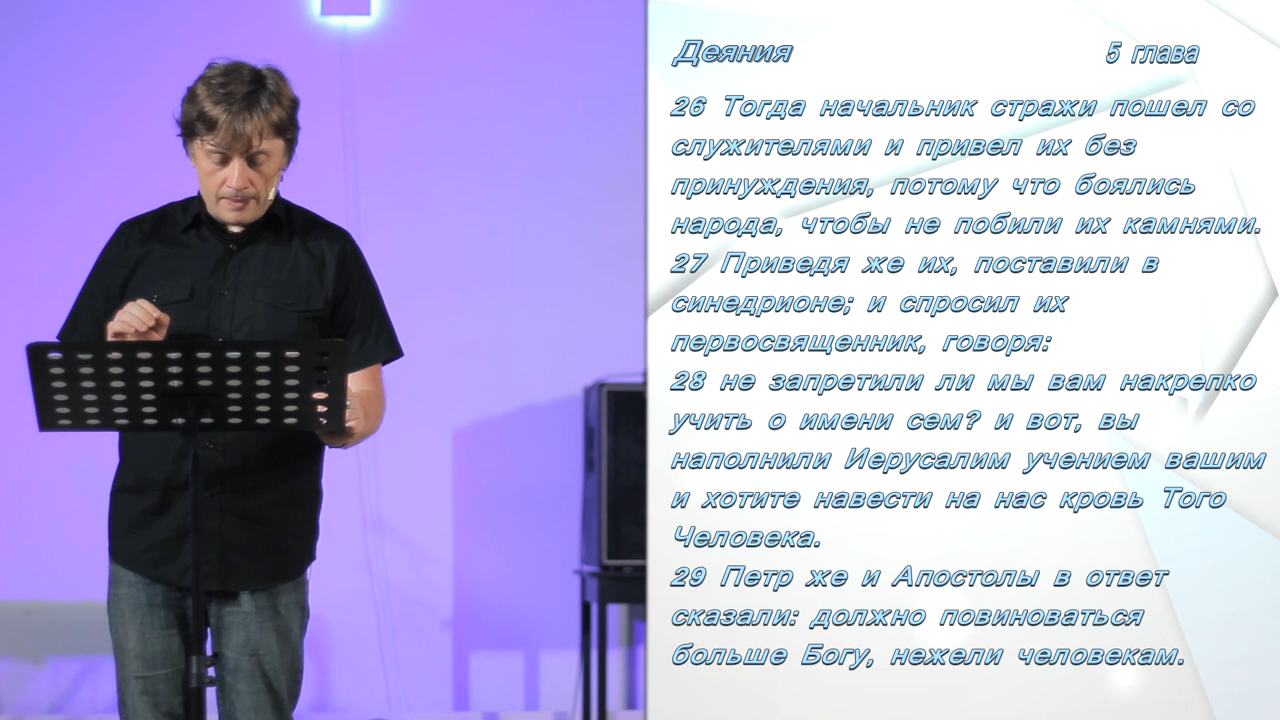 Деяния 5 глава
26 Тогда начальник стражи пошел со
служителями и привел их без
принуждения, потому что боялись
народа, чтобы не побили их камнями.
27 Приведя же их, поставили в
синедрионе; и спросил их
первосвященник, говоря:
28 не запретили ли мы вам накрепко
учить о имени сем? и вот, вы
наполнили Иерусалим учением вашим
и хотите навести на нас кровь Того
Человека.
29 Петр же и Апостолы в ответ
сказали: должно повиноваться
больше Богу, нежели человекам.